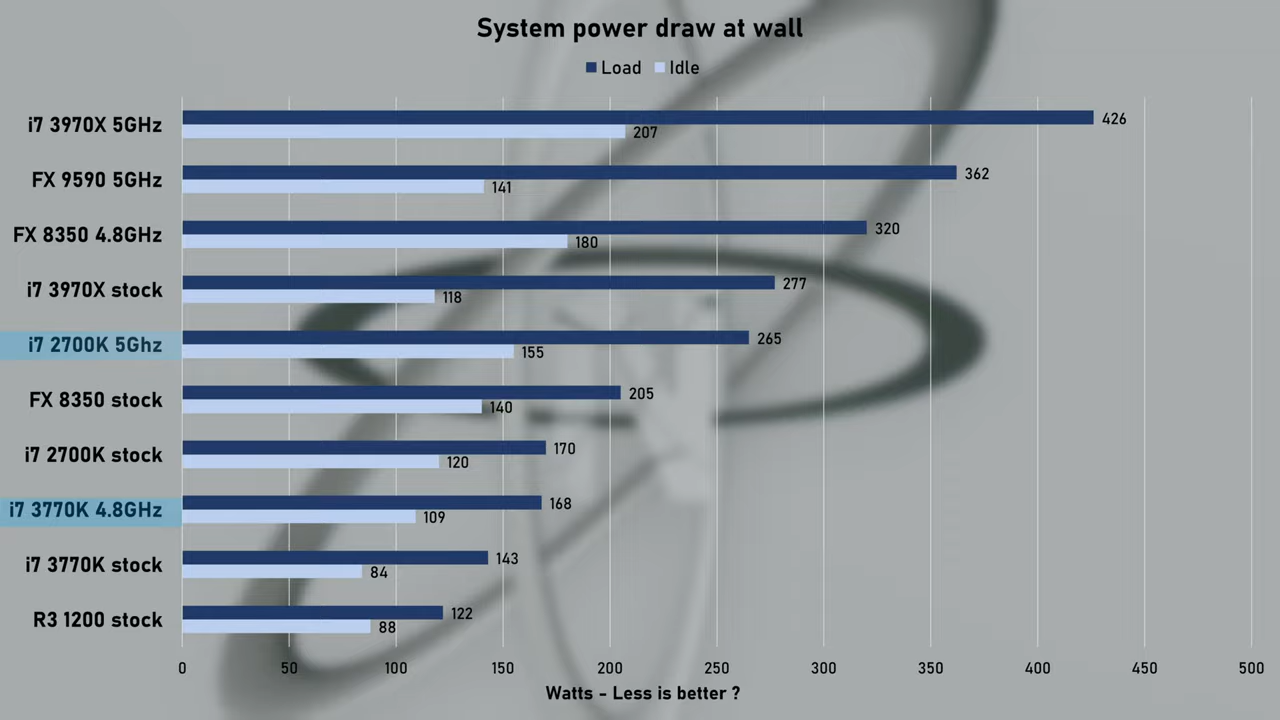 System power draw at wall
Load Idle
i7 3970X 5GHz 426
207
FX 9590 5GHz 362
141
FX 8350 4.8GHz 320
180
i7 3970X stock 277
118
i7 2700K 5Ghz 265
155
FX 8350 stock 205
140
i7 2700K stock 170
120
i7 3770K 4.8GHz 168
109
i7 3770K stock 143
84
R3 1200 stock 122
88
0 50 100 150 200 250 300 350 400 450 500
Watts - Less is better ?